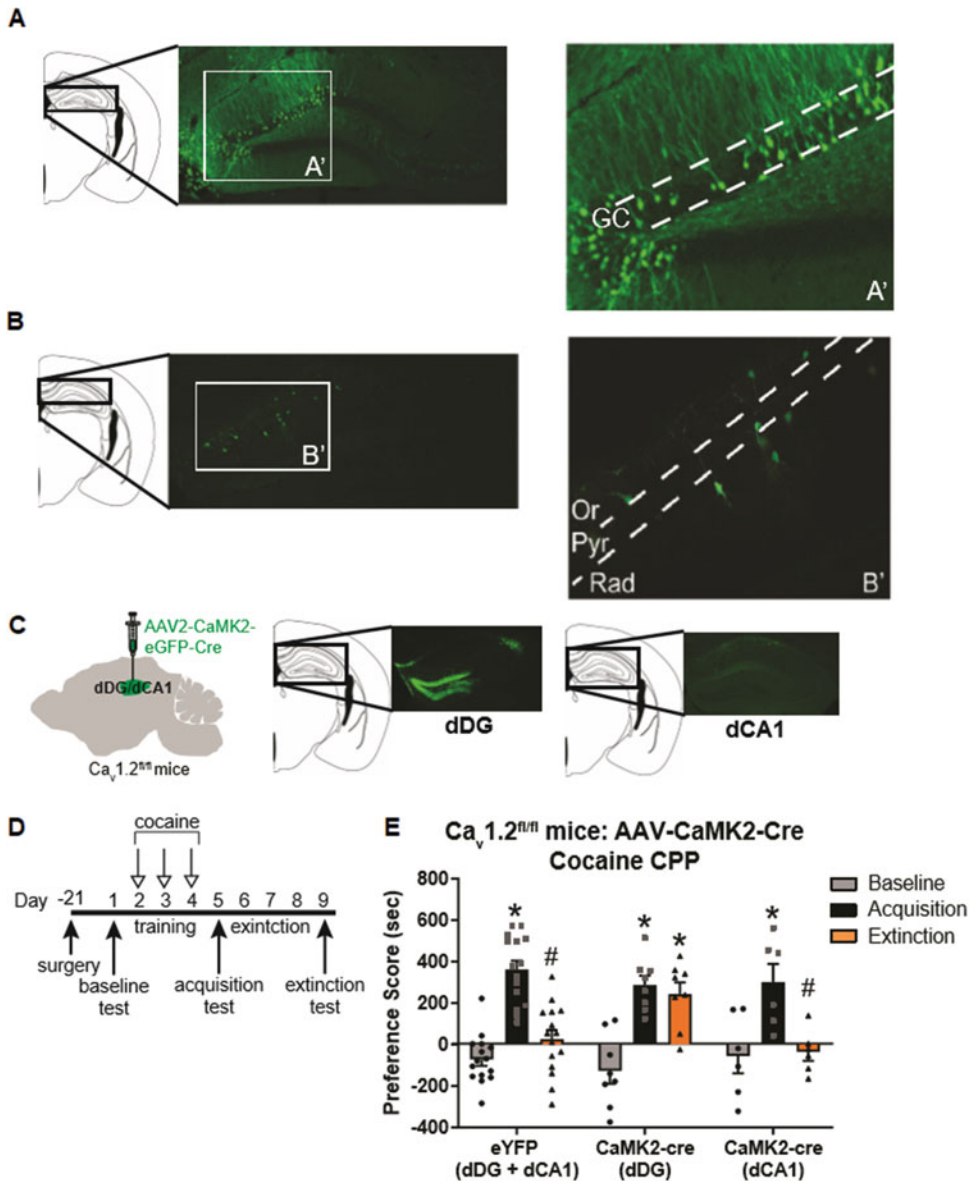 A
A'
GC
A'
B
B'
Or
Pyr
Rad
B'
C
AAV2-CaMK2-
eGFP-Cre
dDG/dCA1
Cav1.2fl/fl mice
dDG
dCA1
D
cocaine
Day -21 1 2 3 4 5 6 7 8 9
training exintction
surgery
baseline
test
acquisition
test
extinction
test
E
Cav1.2fl/fl mice: AAV-CaMK2-Cre
Cocaine CPP
Preference Score (sec)
800
600
400
200
0
-200
-400
* # * * * #
Baseline
Acquisition
Extinction
eYFP
(dDG + dCA1)
CaMK2-cre
(dDG)
CaMK2-cre
(dCA1)